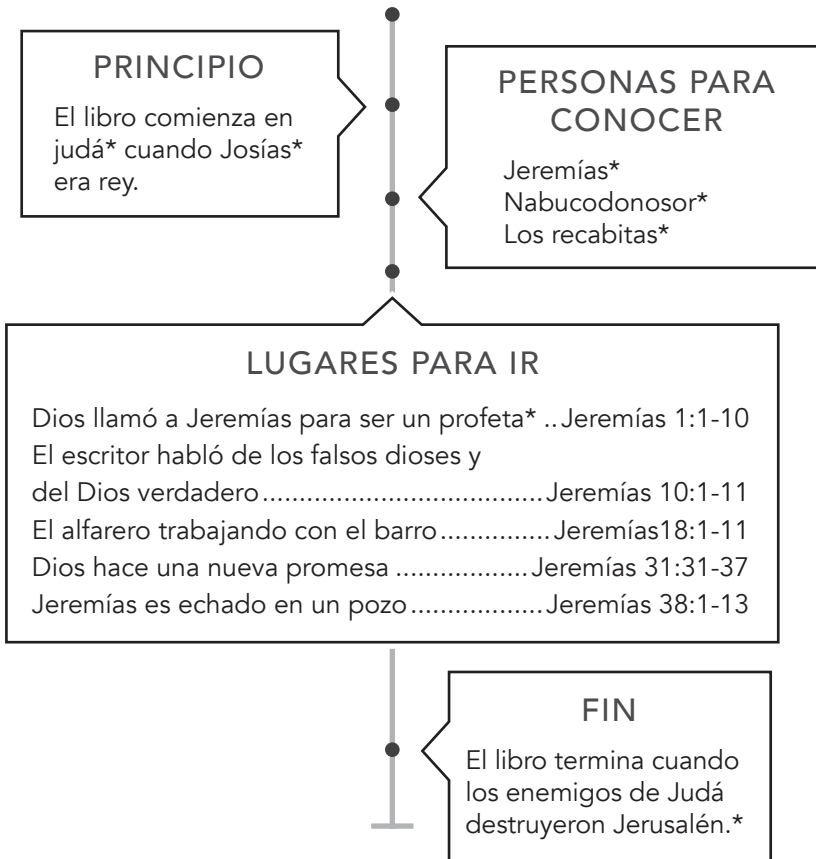 PRINCIPIO
El libro comienza en
judá* cuando Josías*
era rey.
PERSONAS PARA
CONOCER
Jeremías*
Nabucodonosor*
Los recabitas*
LUGARES PARA IR
Dios llamó a Jeremías para ser un profeta* ..Jeremías 1:1-10
El escritor habló de los falsos dioses y
del Dios verdadero.....................................Jeremías 10:1-11
El alfarero trabajando con el barro...............Jeremías18:1-11
Dios hace una nueva promesa ...................Jeremías 31:31-37
Jeremías es echado en un pozo...................Jeremías 38:1-13
FIN
El libro termina cuando
los enemigos de Judá
destruyeron Jerusalén.*